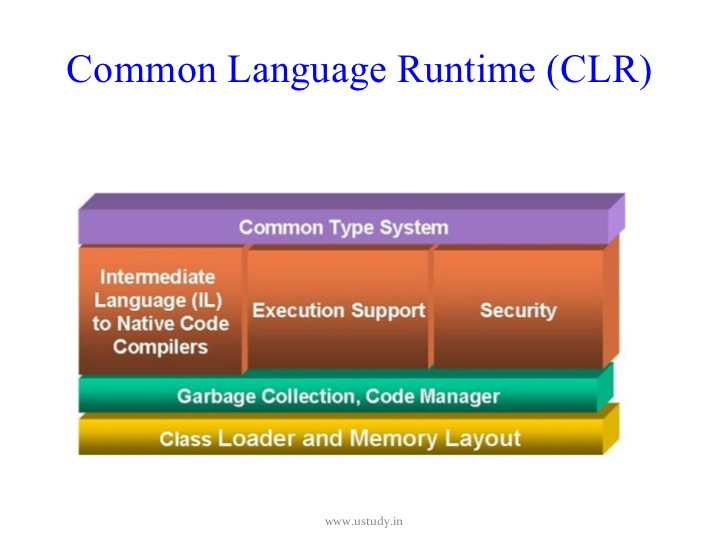 Common Language Runtime (CLR)
Common Type System
Intermediate
Language (IL)
to Native Code
Compilers
Execution Support
Security
Garbage Collection, Code Manager
Class Loader and Memory Layout
www.ustudy.in